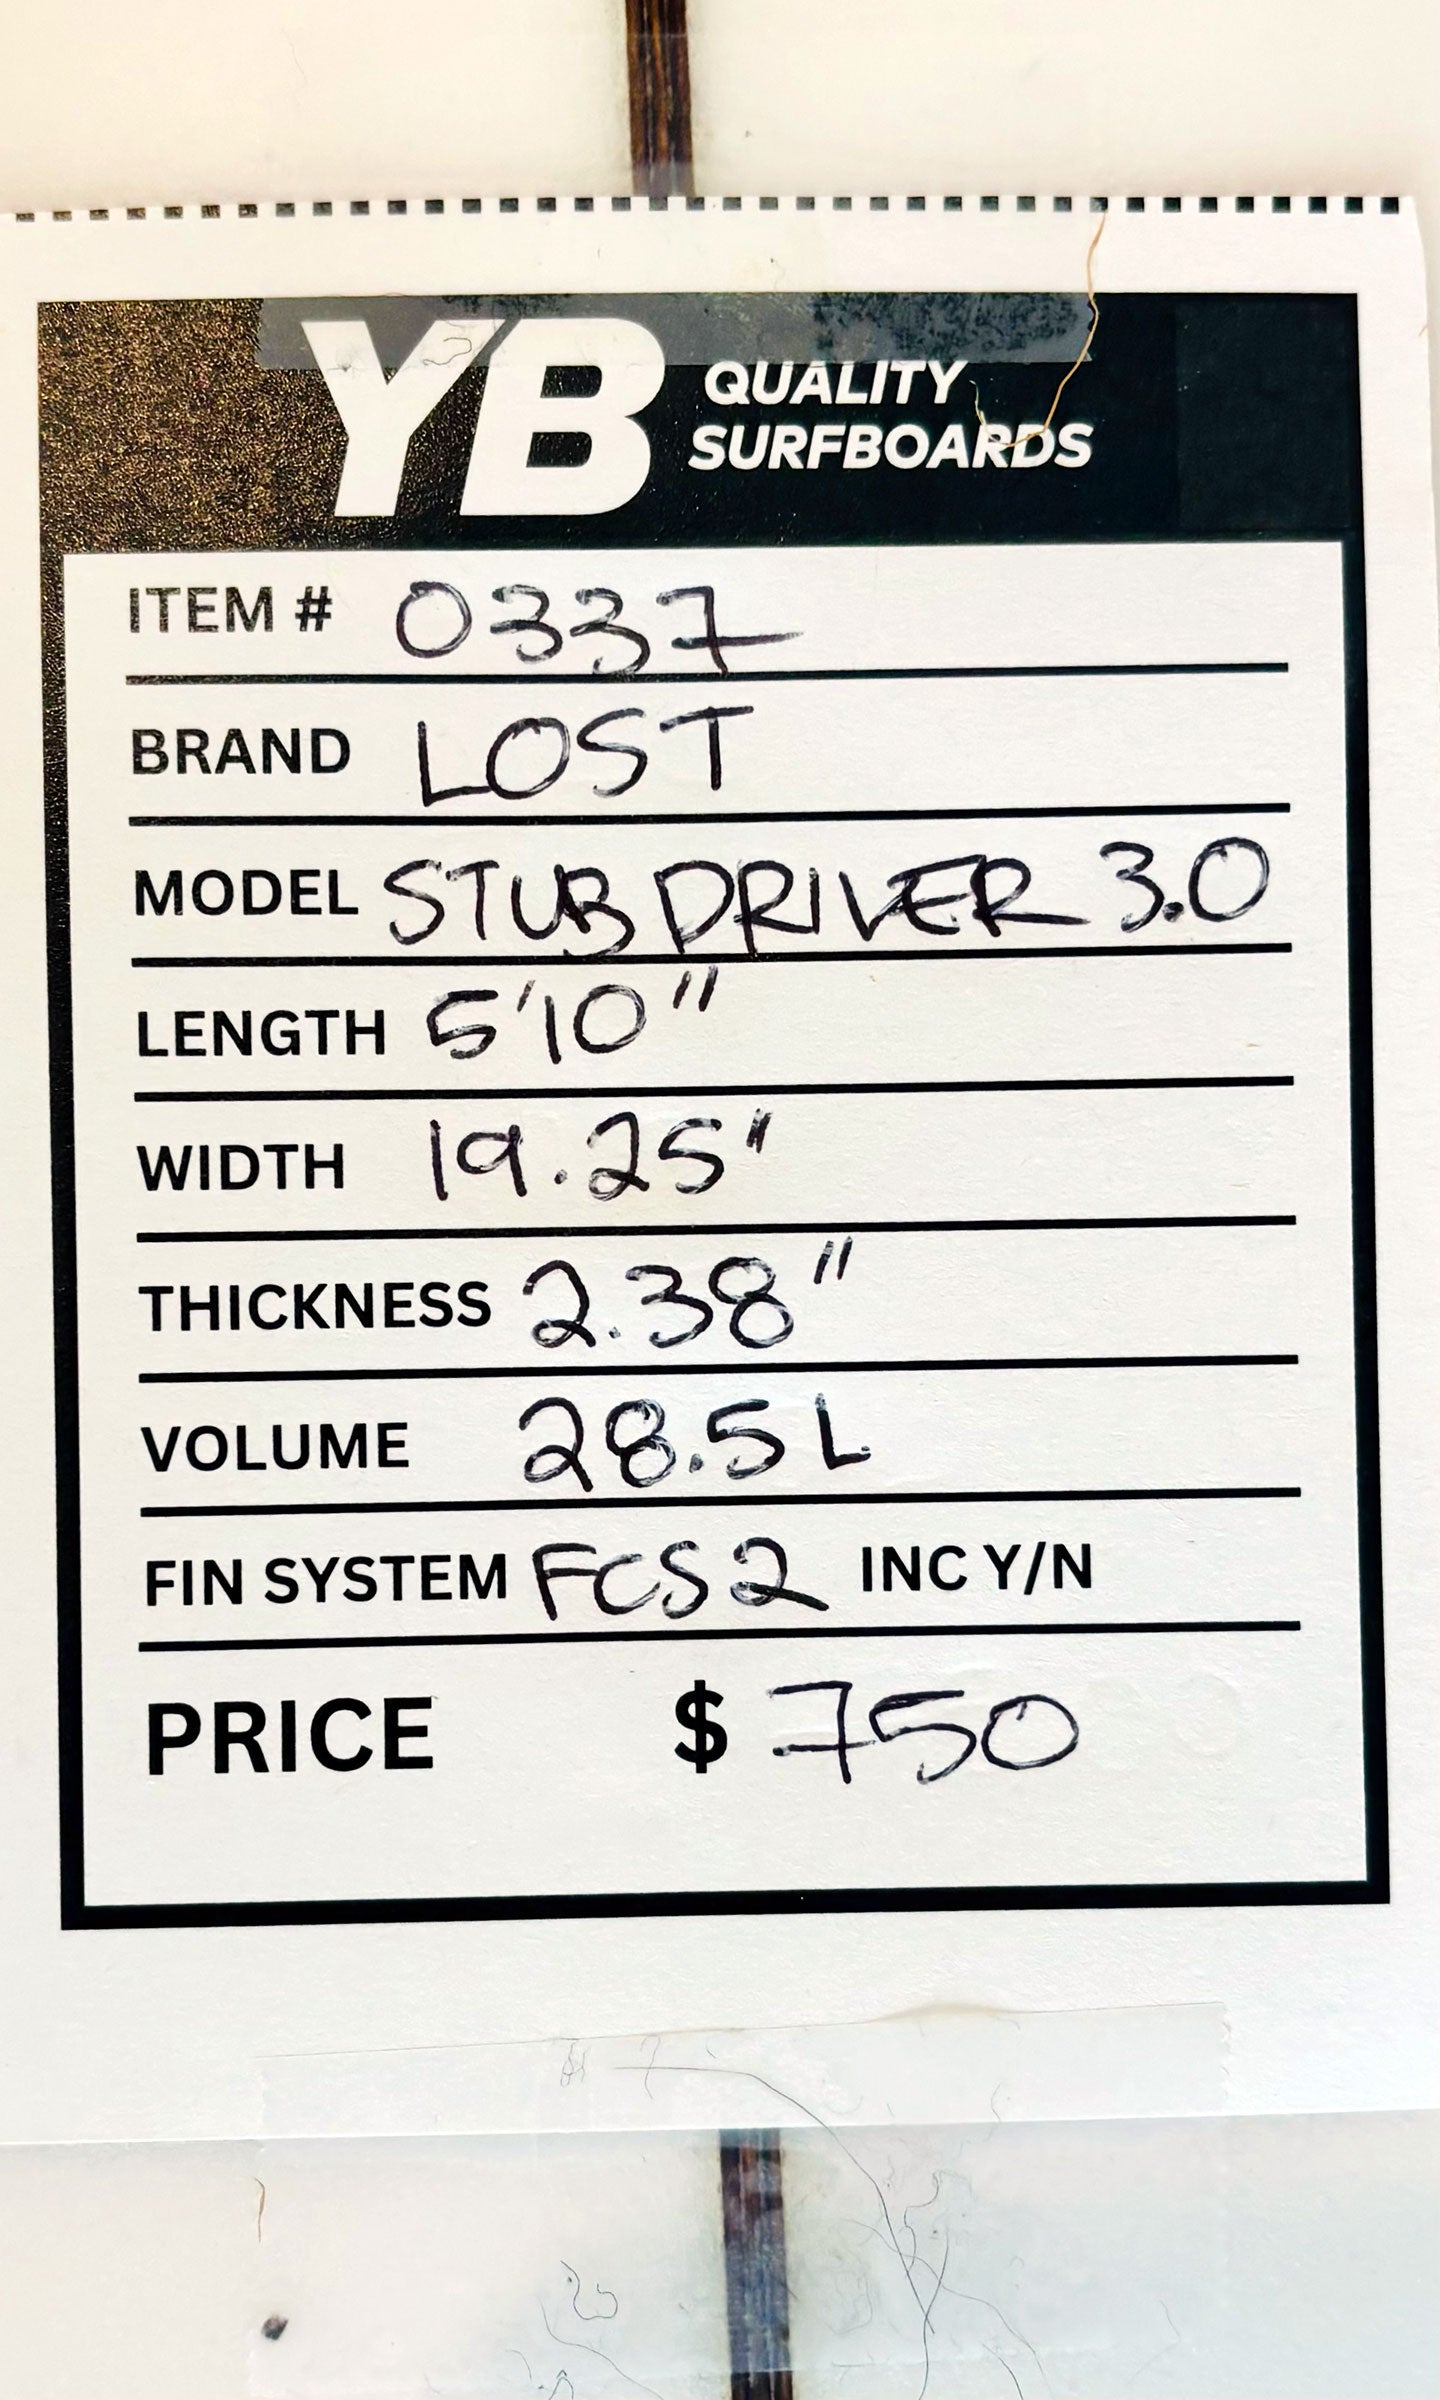 YB QUALITY
SURFBOARDS
ITEM # 0337
BRAND LOST
MODEL STUB DRIVER 3.0
LENGTH 5'10"
WIDTH 19.25"
THICKNESS 2.38"
VOLUME 28.5 L
FIN SYSTEM FCS2 INC Y/N
PRICE $ 750